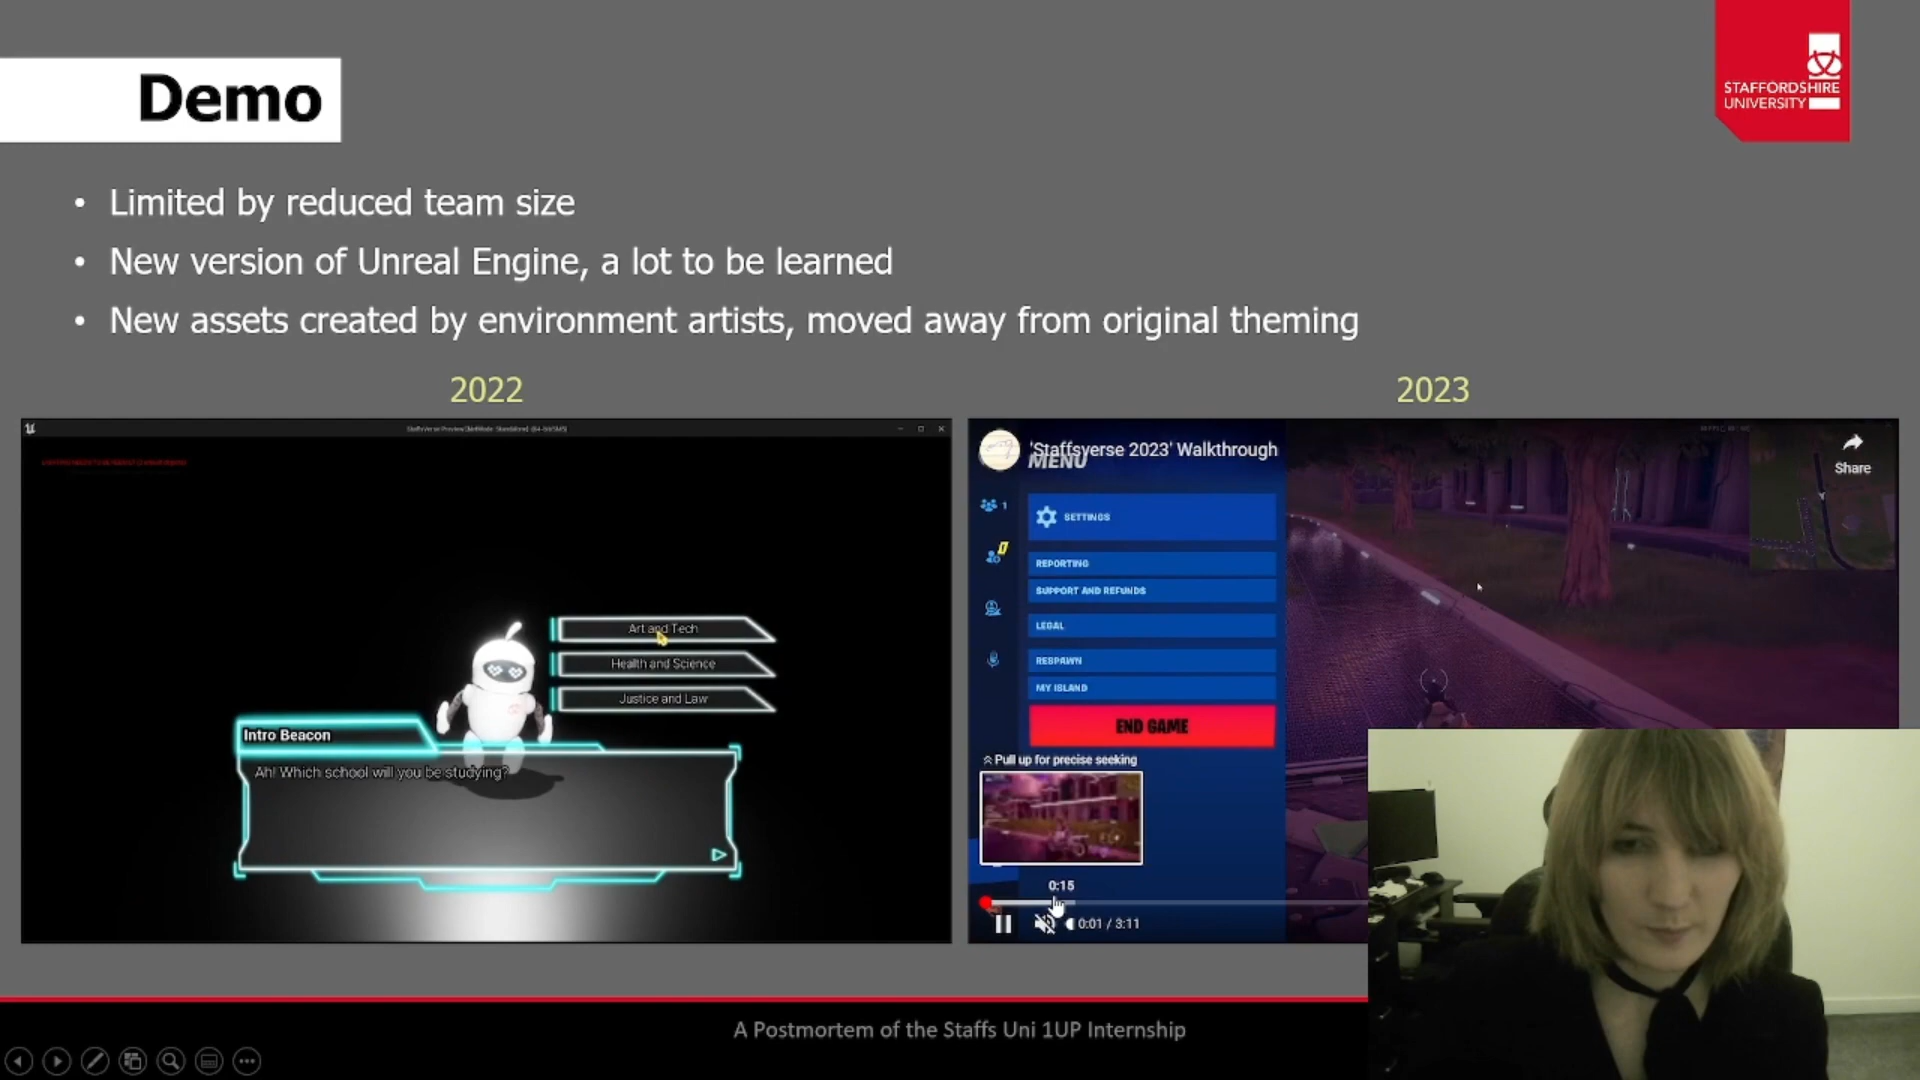 Demo
STAFFORDSHIRE
UNIVERSITY
• Limited by reduced team size
• New version of Unreal Engine, a lot to be learned
• New assets created by environment artists, moved away from original theming
2022
2023
Art and Tech
Health and Science
Justice and Law
Intro Beacon
Ah! Which school will you be studying?
'Staffsverse 2023' Walkthrough
MENU
Share
1
SETTINGS
REPORTING
SUPPORT AND REFUNDS
LEGAL
RESPAWN
MY ISLAND
END GAME
Pull up for precise seeking
0:15
0:01 / 3:11
A Postmortem of the Staffs Uni 1UP Internship